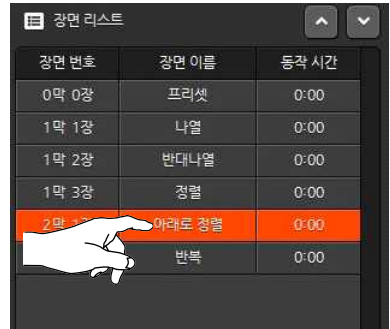 장면 리스트
장면 번호 장면 이름 동작 시간
0막 0장 프리셋 0:00
1막 1장 나열 0:00
1막 2장 반대나열 0:00
1막 3장 정렬 0:00
2막 아래로 정렬 0:00
반복 0:00